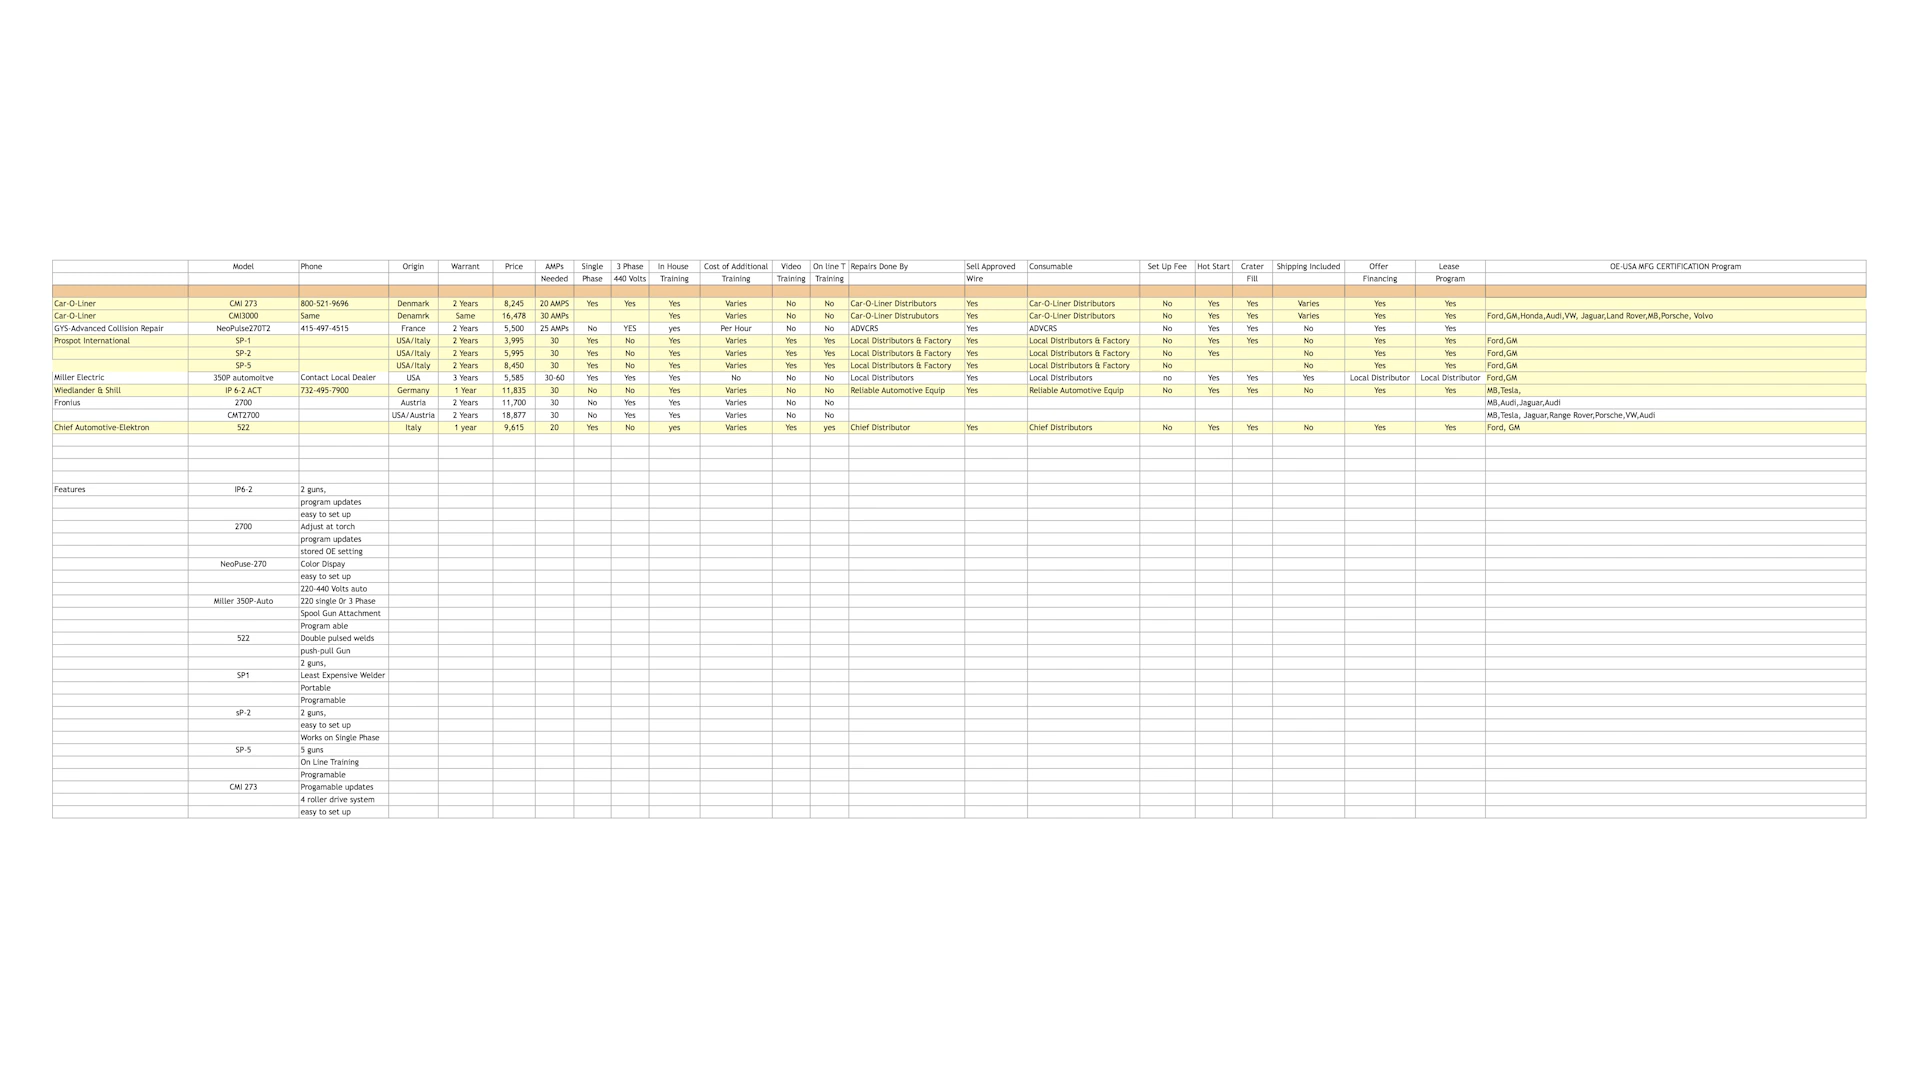 Model Phone Origin Warrant Price AMPs Single 3 Phase In House Cost of Additional Video On line T Repairs Done By Sell Approved Consumable Set Up Fee Hot Start Crater Shipping Included Offer Lease OE-USA MFG CERTIFICATION Program
Needed Phase 440 Volts Training Training Training Training Wire Fill Financing Program
Car-O-Liner CMI 273 800-521-9696 Denmark 2 Years 8,245 20 AMPS Yes Yes Yes Varies No No Car-O-Liner Distributors Yes Car-O-Liner Distributors No Yes Yes Varies Yes Yes
Car-O-Liner CMI3000 Same Denamrk Same 16,478 30 AMPs Yes Varies No No Car-O-Liner Distrubutors Yes Car-O-Liner Distributors No Yes Yes Varies Yes Yes Ford,GM,Honda,Audi,VW, Jaguar,Land Rover,MB,Porsche, Volvo
GYS-Advanced Collision Repair NeoPulse270T2 415-497-4515 France 2 Years 5,500 25 AMPs No YES yes Per Hour No No ADVCRS Yes ADVCRS No Yes Yes No Yes Yes
Prospot International SP-1 USA/Italy 2 Years 3,995 30 Yes No Yes Varies Yes Yes Local Distributors & Factory Yes Local Distributors & Factory No Yes Yes No Yes Yes Ford,GM
SP-2 USA/Italy 2 Years 5,995 30 Yes No Yes Varies Yes Yes Local Distributors & Factory Yes Local Distributors & Factory No Yes No Yes Yes Ford,GM
SP-5 USA/Italy 2 Years 8,450 30 Yes No Yes Varies Yes Yes Local Distributors & Factory Yes Local Distributors & Factory No No Yes Yes Ford,GM
Miller Electric 350P automoitve Contact Local Dealer USA 3 Years 5,585 30-60 Yes Yes Yes No No No Local Distributors Yes Local Distributors no Yes Yes Yes Local Distributor Local Distributor Ford,GM
Wiedlander & Shill IP 6-2 ACT 732-495-7900 Germany 1 Year 11,835 30 No No Yes Varies No No Reliable Automotive Equip Yes Reliable Automotive Equip No Yes Yes No Yes Yes MB,Tesla,
Fronius 2700 Austria 2 Years 11,700 30 No Yes Yes Varies No No MB,Audi,Jaguar,Audi
CMT2700 USA/Austria 2 Years 18,877 30 No Yes Yes Varies No No MB,Tesla, Jaguar,Range Rover,Porsche,VW,Audi
Chief Automotive-Elektron 522 Italy 1 year 9,615 20 Yes No yes Varies Yes yes Chief Distributor Yes Chief Distributors No Yes Yes No Yes Yes Ford, GM
Features IP6-2 2 guns,
program updates
easy to set up
2700 Adjust at torch
program updates
stored OE setting
NeoPuse-270 Color Dispay
easy to set up
220-440 Volts auto
Miller 350P-Auto 220 single 0r 3 Phase
Spool Gun Attachment
Program able
522 Double pulsed welds
push-pull Gun
2 guns,
SP1 Least Expensive Welder
Portable
Programable
sP-2 2 guns,
easy to set up
Works on Single Phase
SP-5 5 guns
On Line Training
Programable
CMI 273 Progamable updates
4 roller drive system
easy to set up